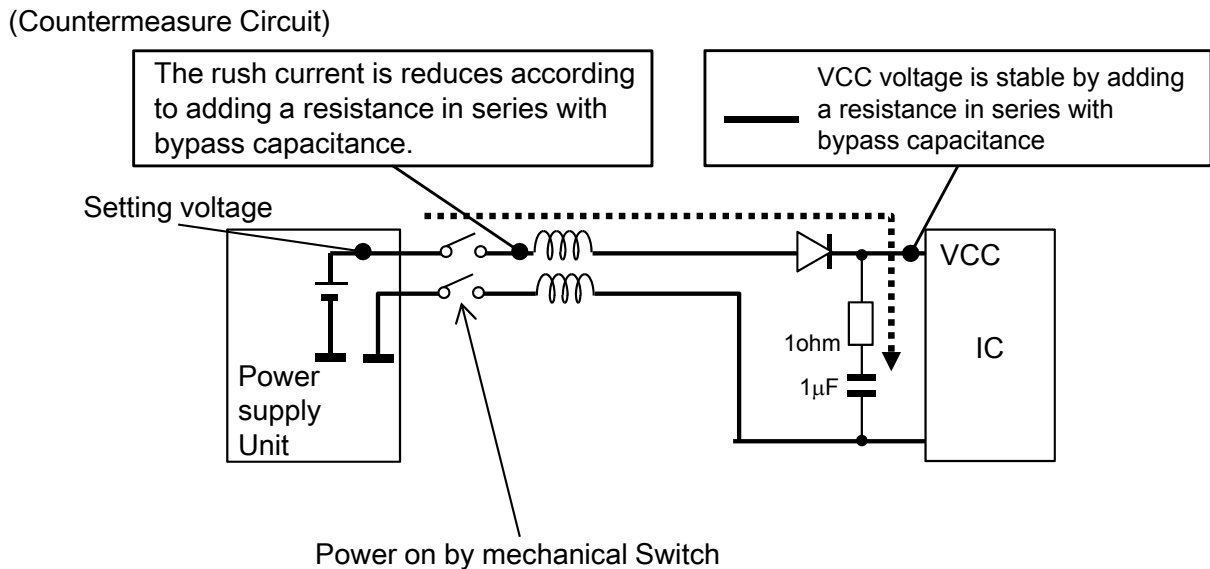 (Countermeasure Circuit)
The rush current is reduces according
to adding a resistance in series with
bypass capacitance.
VCC voltage is stable by adding
a resistance in series with
bypass capacitance
Setting voltage
VCC
1ohm
IC
1μF
Power
supply
Unit
Power on by mechanical Switch